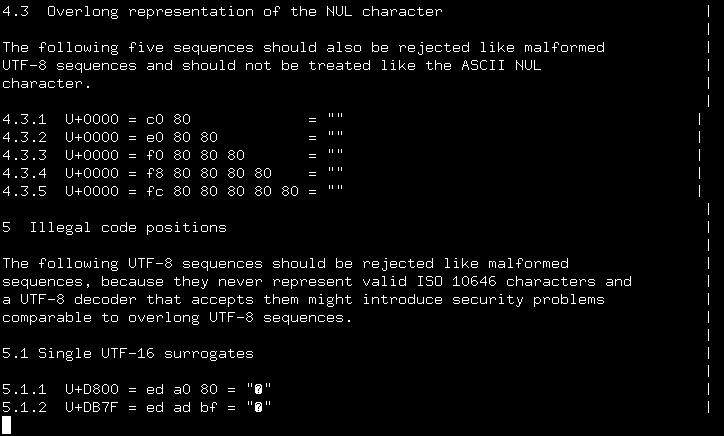 4.3  Overlong representation of the NUL character                              |
                                                                               |
The following five sequences should also be rejected like malformed            |
UTF-8 sequences and should not be treated like the ASCII NUL                   |
character.                                                                     |
                                                                               |
4.3.1  U+0000 = c0 80             = ""                                       |
4.3.2  U+0000 = e0 80 80          = ""                                       |
4.3.3  U+0000 = f0 80 80 80       = ""                                       |
4.3.4  U+0000 = f8 80 80 80 80    = ""                                       |
4.3.5  U+0000 = fc 80 80 80 80 80 = ""                                       |
                                                                               |
5  Illegal code positions                                                      |
                                                                               |
The following UTF-8 sequences should be rejected like malformed                |
sequences, because they never represent valid ISO 10646 characters and         |
a UTF-8 decoder that accepts them might introduce security problems            |
comparable to overlong UTF-8 sequences.                                        |
                                                                               |
5.1 Single UTF-16 surrogates                                                   |
                                                                               |
5.1.1  U+D800 = ed a0 80 = "�"                                                 |
5.1.2  U+DB7F = ed ad bf = "�"                                                 |